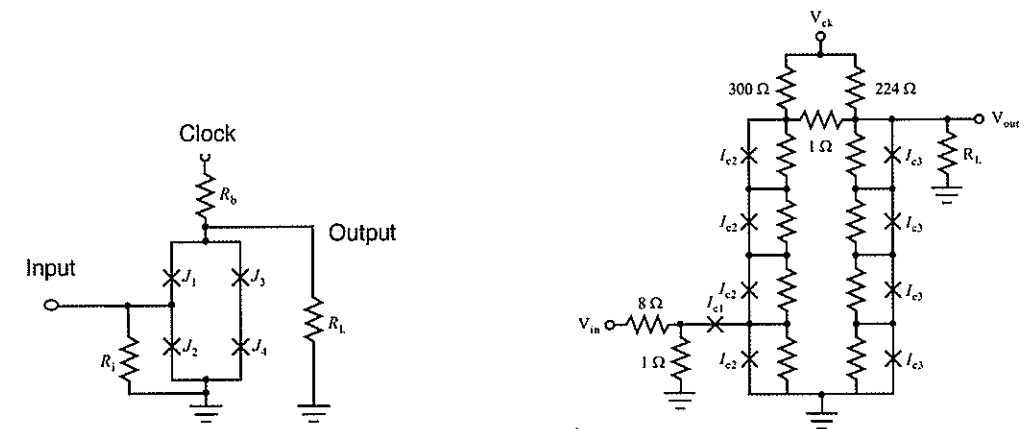 Clock
R_b
Output
Input
J_1
J_3
J_2
J_4
R_i
R_L
V_ck
300 Ω
224 Ω
1 Ω
V_out
I_c2
I_c3
R_L
I_c2
I_c3
I_c2
I_c3
8 Ω
I_c1
V_in
1 Ω
I_c2
I_c3